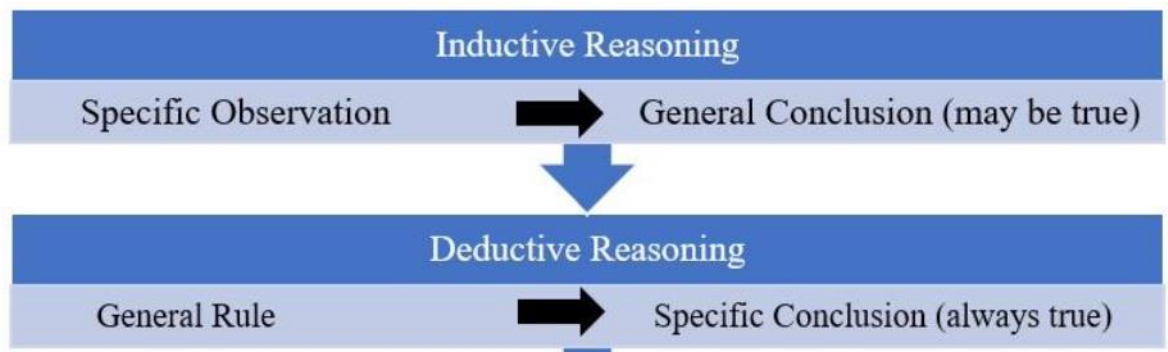 Inductive Reasoning
Specific Observation General Conclusion (may be true)
Deductive Reasoning
General Rule Specific Conclusion (always true)